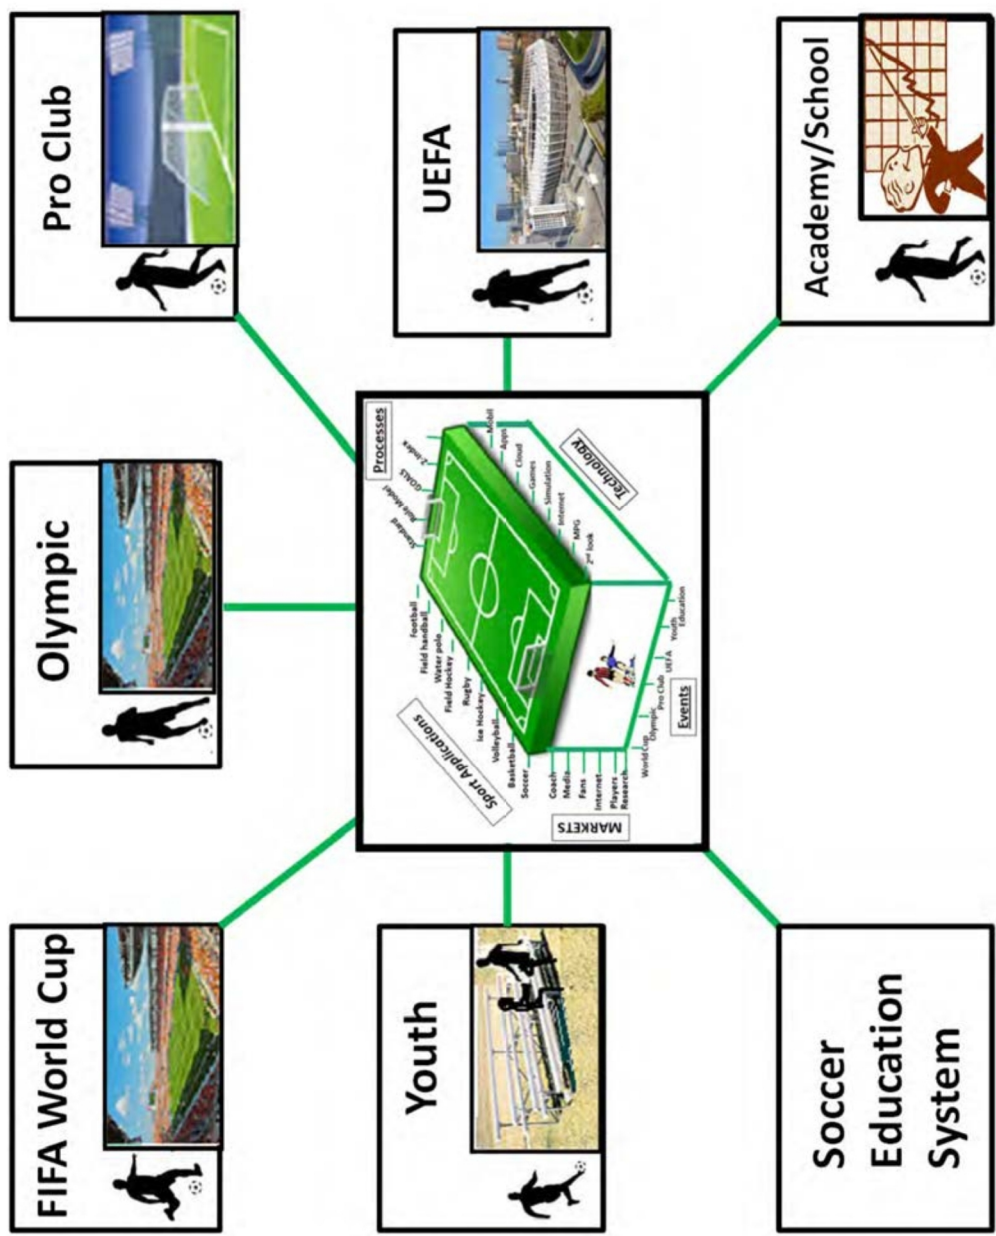 FIFA World Cup
Olympic
Pro Club
Youth
UEFA
Soccer
Education
System
Academy/School
Processes
Z-Index
GOALS
Role Model
Standard
Technology
Mobil
Apps
Cloud
Games
Simulation
Internet
MPG
2nd look
Sport Applications
Football
Field handball
Water polo
Field Hockey
Rugby
Ice Hockey
Volleyball
Basketball
Soccer
MARKETS
Coach
Media
Fans
Internet
Players
Research
Events
World Cup
Olympic
Pro Club
UEFA
Youth
Education